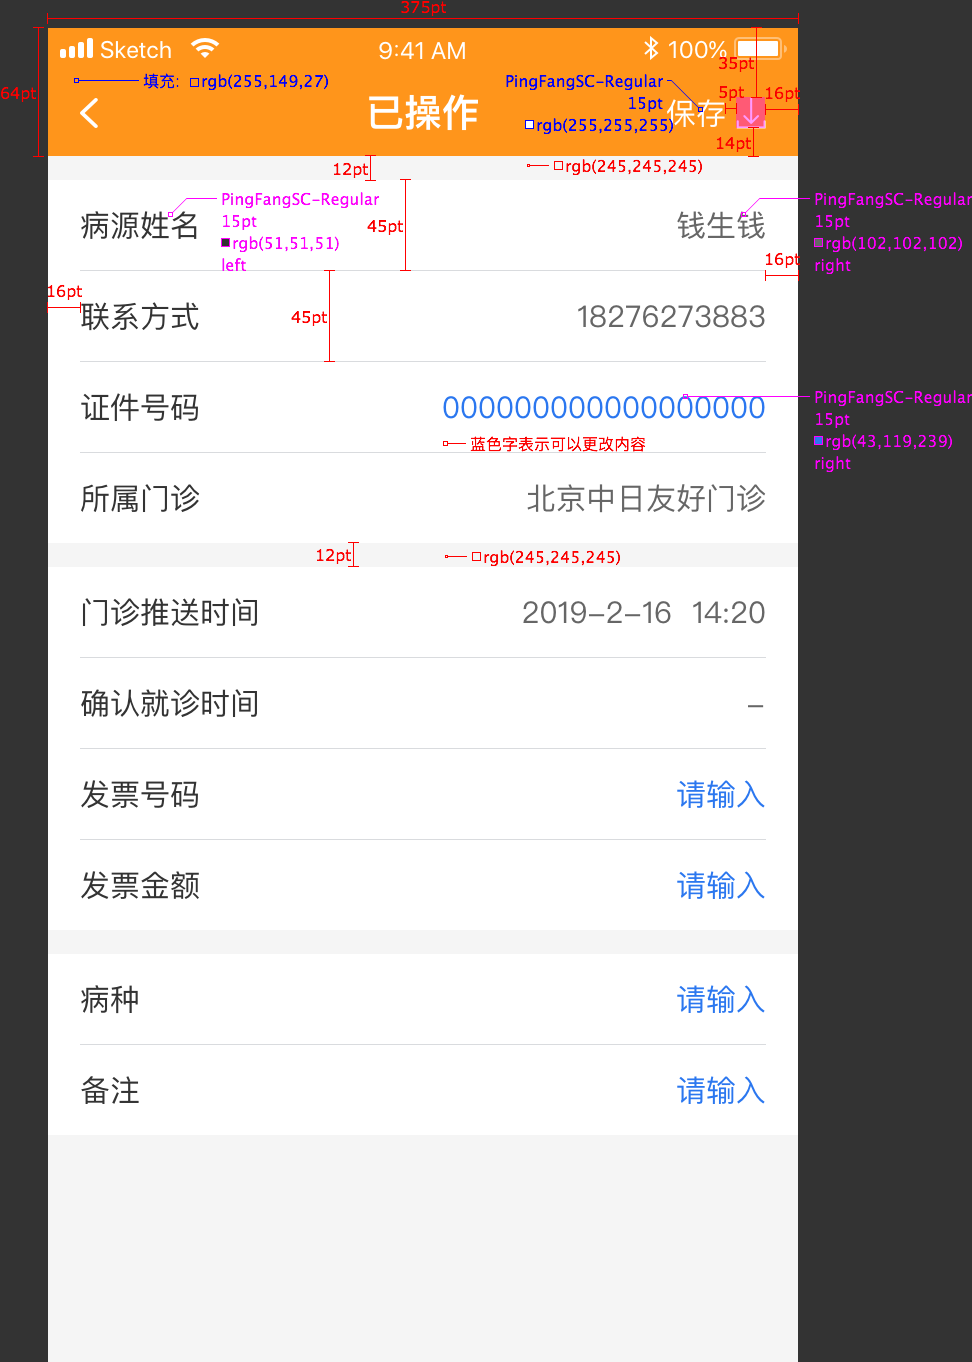 375pt
Sketch 9:41 AM 100%
35pt
64pt
填充: rgb(255,149,27)
PingFangSC-Regular
15pt
rgb(255,255,255)
5pt
16pt
已操作
保存
14pt
12pt
rgb(245,245,245)
病源姓名
PingFangSC-Regular
15pt
rgb(51,51,51)
left
45pt
钱生钱
PingFangSC-Regular
15pt
rgb(102,102,102)
right
16pt
16pt
联系方式
45pt
18276273883
证件号码
000000000000000000
PingFangSC-Regular
15pt
rgb(43,119,239)
right
蓝色字表示可以更改内容
所属门诊
北京中日友好门诊
12pt
rgb(245,245,245)
门诊推送时间
2019-2-16 14:20
确认就诊时间
-
发票号码
请输入
发票金额
请输入
病种
请输入
备注
请输入